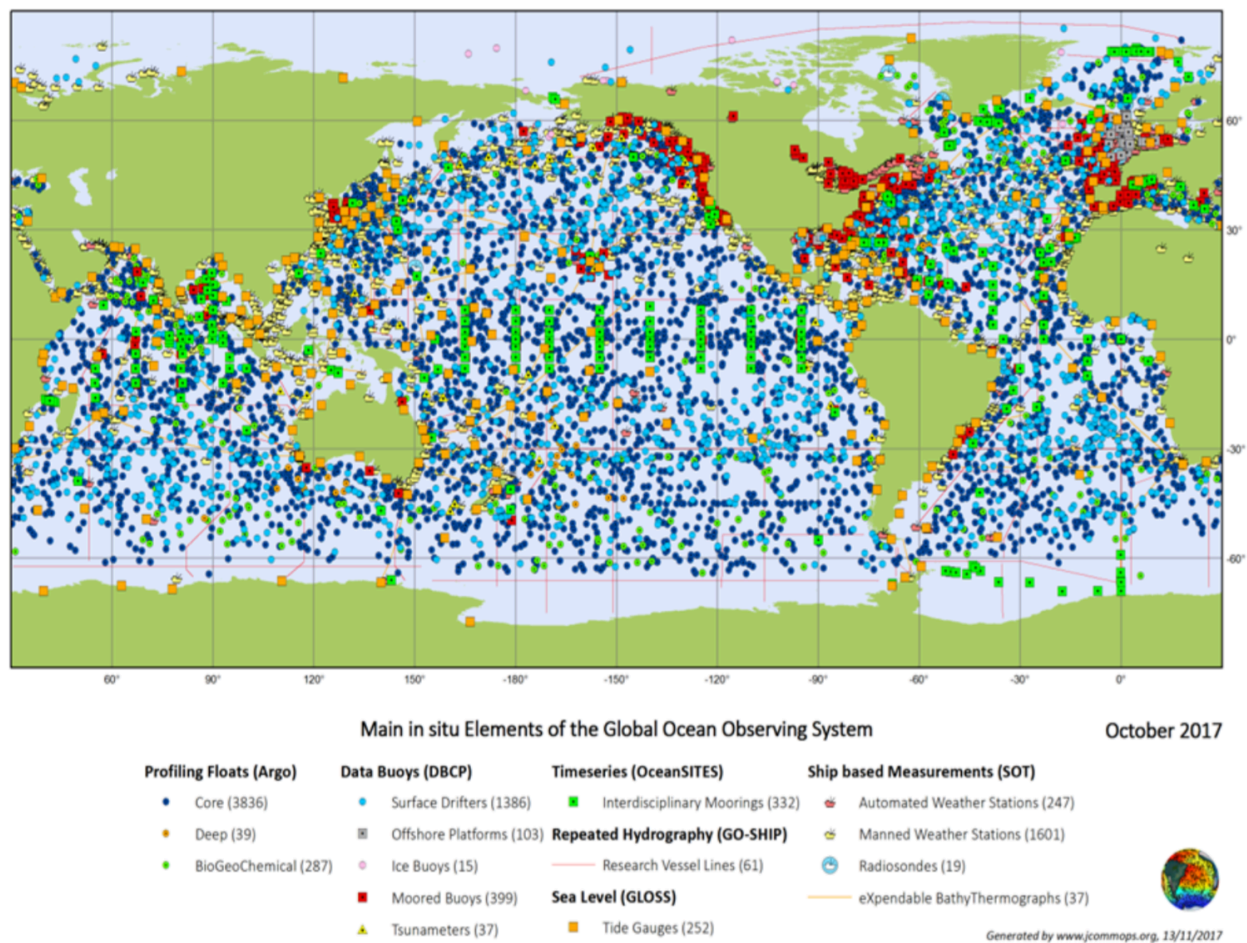 60°
30°
0°
-30°
-60°
60° 90° 120° 150° -180° -150° -120° -90° -60° -30° 0°
Main in situ Elements of the Global Ocean Observing System October 2017
Profiling Floats (Argo) Data Buoys (DBCP) Timeseries (OceanSITES) Ship based Measurements (SOT)
Core (3836) Surface Drifters (1386) Interdisciplinary Moorings (332) Automated Weather Stations (247)
Deep (39) Offshore Platforms (103) Repeated Hydrography (GO-SHIP) Manned Weather Stations (1601)
BioGeoChemical (287) Ice Buoys (15) Research Vessel Lines (61) Radiosondes (19)
Moored Buoys (399) Sea Level (GLOSS) eXpendable BathyThermographs (37)
Tsunameters (37) Tide Gauges (252)
Generated by www.jcommops.org, 13/11/2017